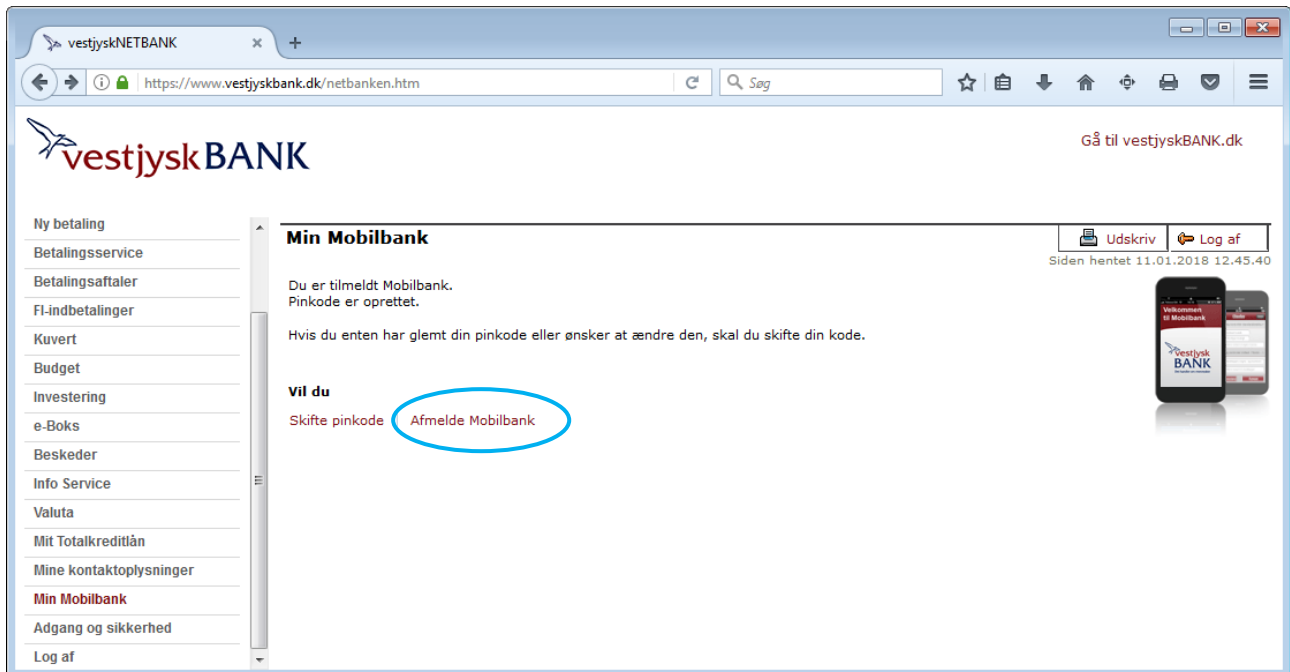 vestjyskNETBANK
https://www.vestjyskbank.dk/netbanken.htm
Søg
vestjyskBANK
Gå til vestjyskBANK.dk
Ny betaling
Betalingsservice
Betalingsaftaler
FI-indbetalinger
Kuvert
Budget
Investering
e-Boks
Beskeder
Info Service
Valuta
Mit Totalkreditlån
Mine kontaktoplysninger
Min Mobilbank
Adgang og sikkerhed
Log af
Min Mobilbank
Udskriv
Log af
Siden hentet 11.01.2018 12.45.40
Du er tilmeldt Mobilbank.
Pinkode er oprettet.
Hvis du enten har glemt din pinkode eller ønsker at ændre den, skal du skifte din kode.
Vil du
Skifte pinkode
Afmelde Mobilbank
Velkommen
til Mobilbank
Vestjysk
BANK